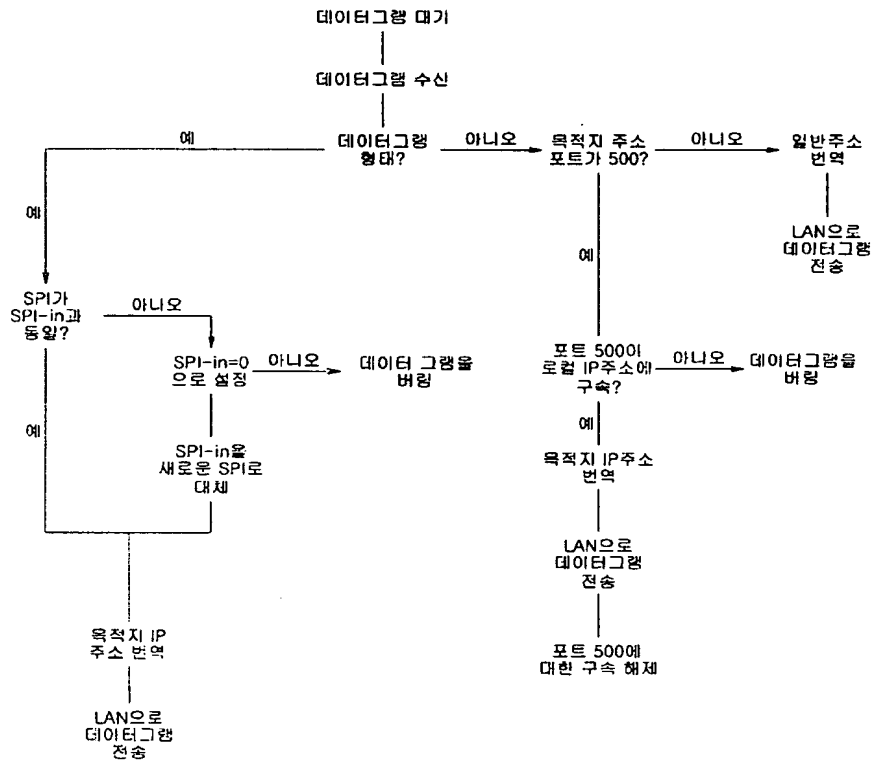 데이터그램 대기
데이터그램 수신
예
데이터그램
형태?
아니오
목적지 주소
포트가 500?
아니오
일반주소
번역
예
LAN으로
데이터그램
전송
예
SPI가
SPI-in과
동일?
아니오
SPI-in=0
으로 설정
아니오
데이터 그램을
버림
포트 500이
로컬 IP주소에
구속?
아니오
데이터그램을
버림
예
예
SPI-in을
새로운 SPI로
대체
목적지 IP주소
번역
LAN으로
데이터그램
전송
목적지 IP
주소 번역
포트 500에
대한 구속 해제
LAN으로
데이터그램
전송